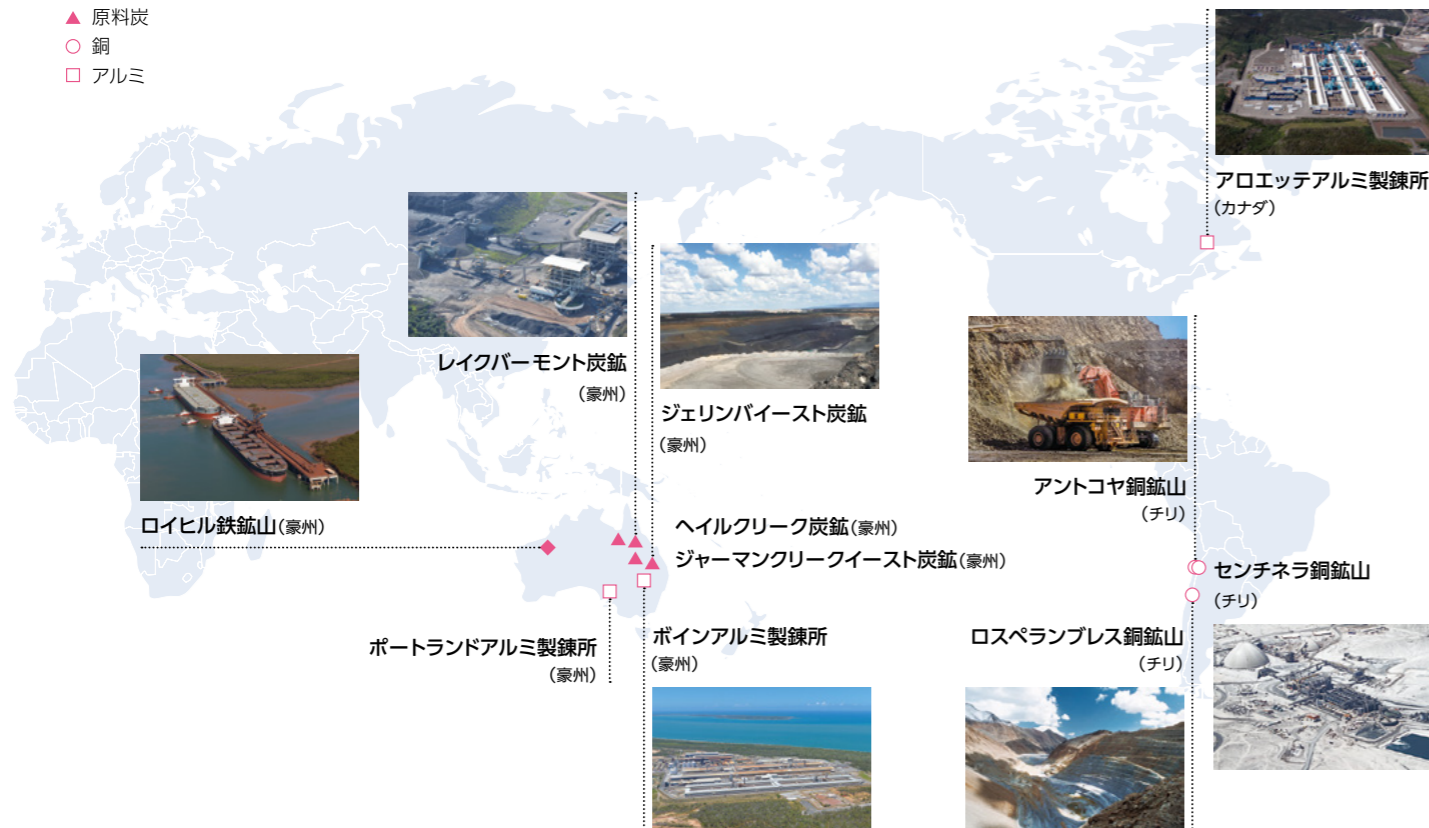 原料炭
銅
アルミ
アロエッテアルミ製錬所
(カナダ)
レイクバーモント炭鉱
(豪州)
ジェリンバイースト炭鉱
(豪州)
アントコヤ銅鉱山
(チリ)
ロイヒル鉄鉱山(豪州)
ヘイルクリーク炭鉱(豪州)
ジャーマンクリークイースト炭鉱(豪州)
センチネラ銅鉱山
(チリ)
ポートランドアルミ製錬所
(豪州)
ボインアルミ製錬所
(豪州)
ロスペランブレス銅鉱山
(チリ)